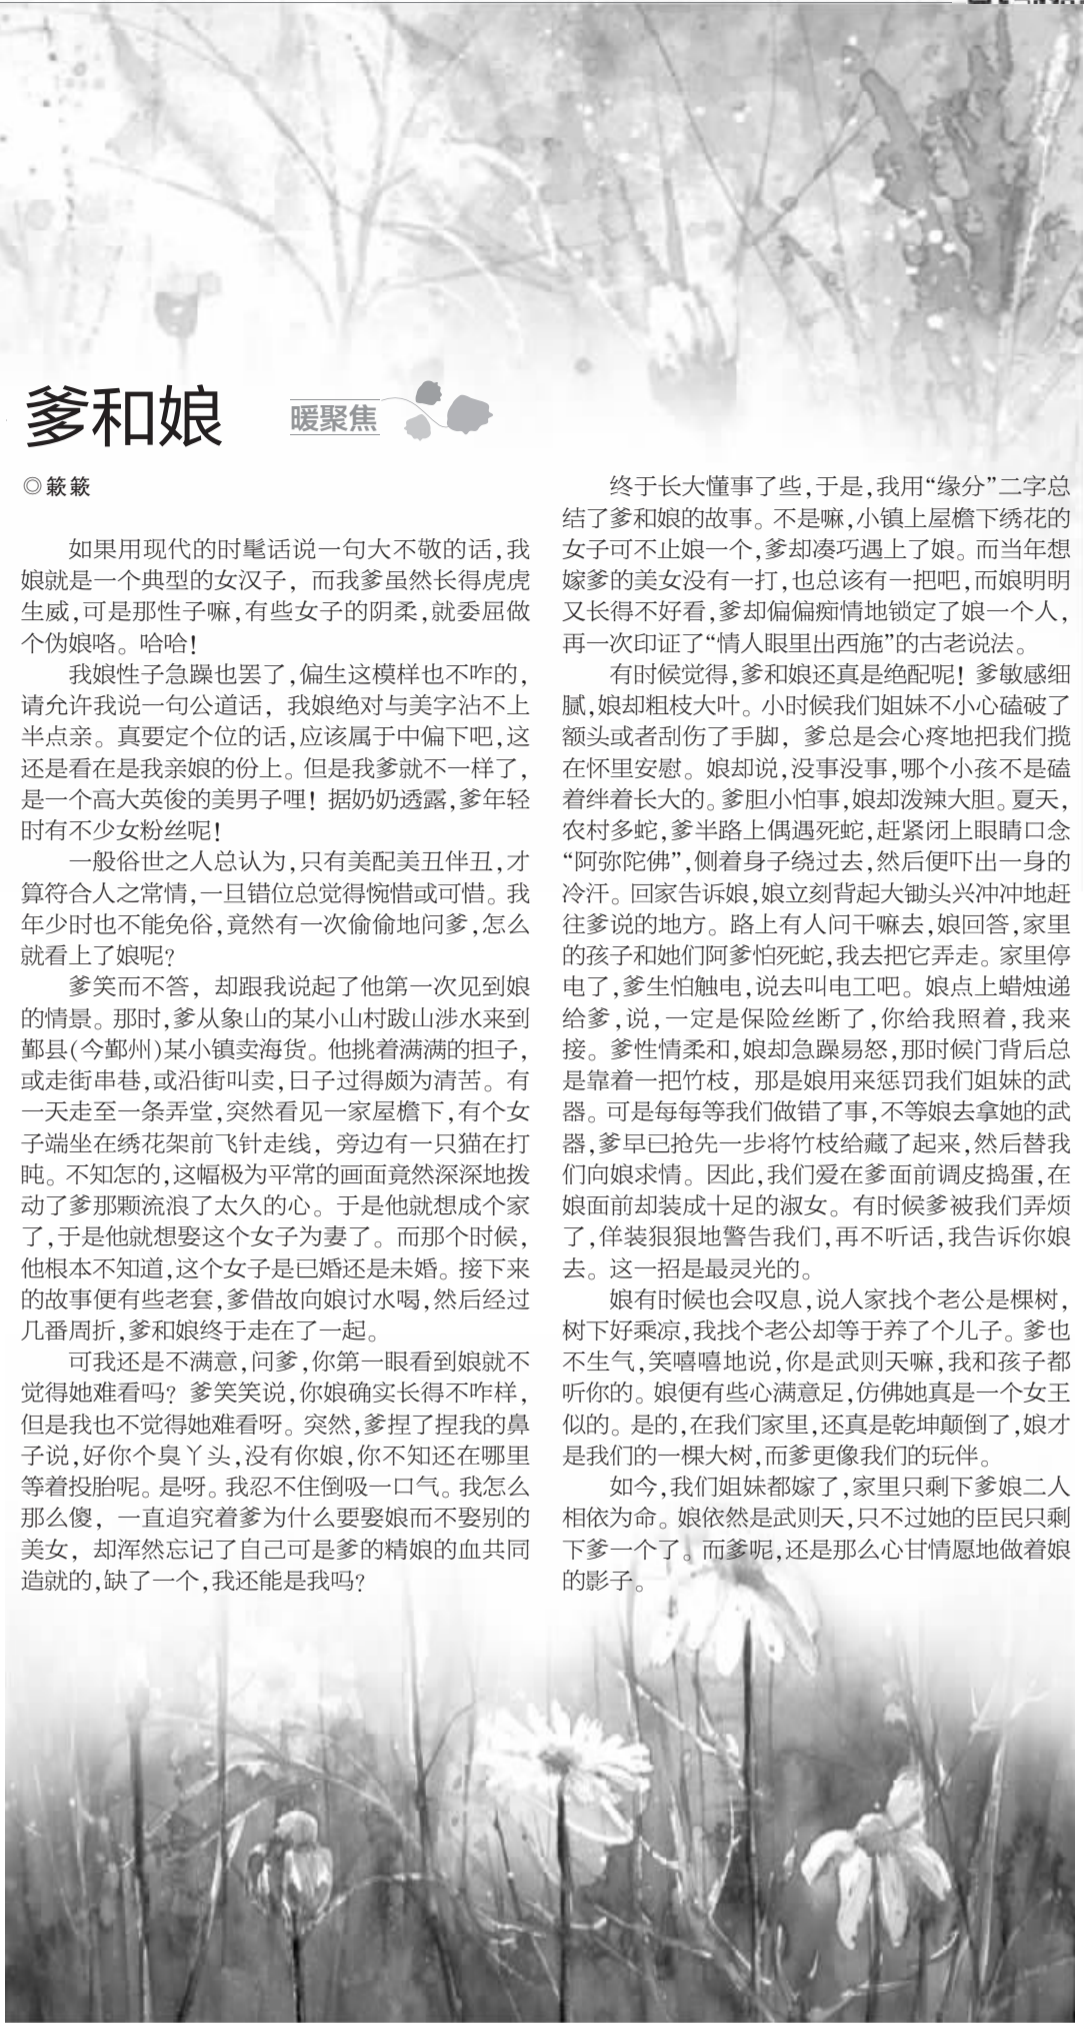 爹和娘
暖聚焦
◎簌簌
如果用现代的时髦话说一句大不敬的话,我
娘就是一个典型的女汉子，而我爹虽然长得虎虎
生威,可是那性子嘛,有些女子的阴柔,就委屈做
个伪娘咯。哈哈！
我娘性子急躁也罢了,偏生这模样也不咋的，
请允许我说一句公道话，我娘绝对与美字沾不上
半点亲。真要定个位的话,应该属于中偏下吧,这
还是看在是我亲娘的份上。但是我爹就不一样了，
是一个高大英俊的美男子哩！据奶奶透露,爹年轻
时有不少女粉丝呢！
一般俗世之人总认为,只有美配美丑伴丑,才
算符合人之常情,一旦错位总觉得惋惜或可惜。我
年少时也不能免俗,竟然有一次偷偷地问爹,怎么
就看上了娘呢？
爹笑而不答，却跟我说起了他第一次见到娘
的情景。那时,爹从象山的某小山村跋山涉水来到
鄞县(今鄞州)某小镇卖海货。他挑着满满的担子，
或走街串巷,或沿街叫卖,日子过得颇为清苦。有
一天走至一条弄堂,突然看见一家屋檐下,有个女
子端坐在绣花架前飞针走线，旁边有一只猫在打
盹。不知怎的,这幅极为平常的画面竟然深深地拨
动了爹那颗流浪了太久的心。于是他就想成个家
了,于是他就想娶这个女子为妻了。而那个时候，
他根本不知道,这个女子是已婚还是未婚。接下来
的故事便有些老套,爹借故向娘讨水喝,然后经过
几番周折,爹和娘终于走在了一起。
可我还是不满意,问爹,你第一眼看到娘就不
觉得她难看吗？爹笑笑说,你娘确实长得不咋样，
但是我也不觉得她难看呀。突然,爹捏了捏我的鼻
子说,好你个臭丫头,没有你娘,你不知还在哪里
等着投胎呢。是呀。我忍不住倒吸一口气。我怎么
那么傻，一直追究着爹为什么要娶娘而不娶别的
美女，却浑然忘记了自己可是爹的精娘的血共同
造就的,缺了一个,我还能是我吗？
终于长大懂事了些,于是,我用“缘分”二字总
结了爹和娘的故事。不是嘛,小镇上屋檐下绣花的
女子可不止娘一个,爹却凑巧遇上了娘。而当年想
嫁爹的美女没有一打,也总该有一把吧,而娘明明
又长得不好看,爹却偏偏痴情地锁定了娘一个人，
再一次印证了“情人眼里出西施”的古老说法。
有时候觉得,爹和娘还真是绝配呢！爹敏感细
腻,娘却粗枝大叶。小时候我们姐妹不小心磕破了
额头或者刮伤了手脚，爹总是会心疼地把我们揽
在怀里安慰。娘却说,没事没事,哪个小孩不是磕
着绊着长大的。爹胆小怕事,娘却泼辣大胆。夏天，
农村多蛇,爹半路上偶遇死蛇,赶紧闭上眼睛口念
“阿弥陀佛”,侧着身子绕过去,然后便吓出一身的
冷汗。回家告诉娘,娘立刻背起大锄头兴冲冲地赶
往爹说的地方。路上有人问干嘛去,娘回答,家里
的孩子和她们阿爹怕死蛇,我去把它弄走。家里停
电了,爹生怕触电,说去叫电工吧。娘点上蜡烛递
给爹,说,一定是保险丝断了,你给我照着,我来
接。爹性情柔和,娘却急躁易怒,那时候门背后总
是靠着一把竹枝，那是娘用来惩罚我们姐妹的武
器。可是每每等我们做错了事,不等娘去拿她的武
器,爹早已抢先一步将竹枝给藏了起来,然后替我
们向娘求情。因此,我们爱在爹面前调皮捣蛋,在
娘面前却装成十足的淑女。有时候爹被我们弄烦
了,佯装狠狠地警告我们,再不听话,我告诉你娘
去。这一招是最灵光的。
娘有时候也会叹息,说人家找个老公是棵树，
树下好乘凉,我找个老公却等于养了个儿子。爹也
不生气,笑嘻嘻地说,你是武则天嘛,我和孩子都
听你的。娘便有些心满意足,仿佛她真是一个女王
似的。是的,在我们家里,还真是乾坤颠倒了,娘才
是我们的一棵大树,而爹更像我们的玩伴。
如今,我们姐妹都嫁了,家里只剩下爹娘二人
相依为命。娘依然是武则天,只不过她的臣民只剩
下爹一个了。而爹呢,还是那么心甘情愿地做着娘
的影子。